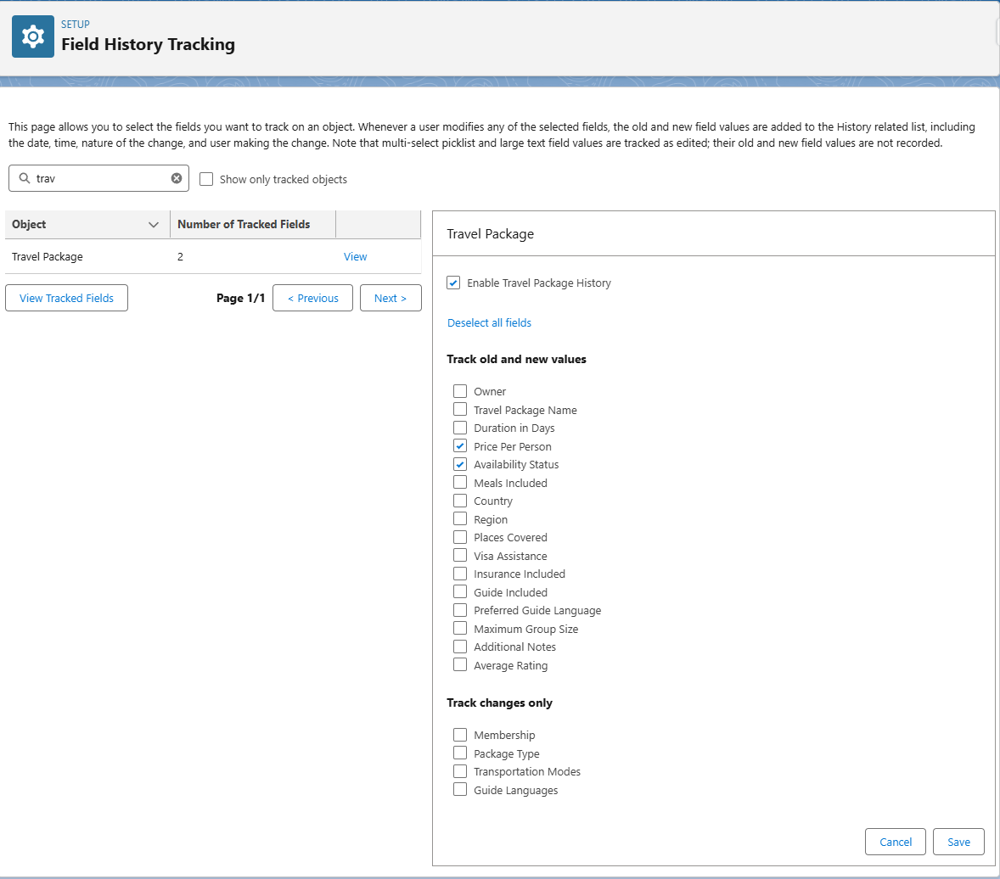 SETUP
Field History Tracking
This page allows you to select the fields you want to track on an object. Whenever a user modifies any of the selected fields, the old and new field values are added to the History related list, including
the date, time, nature of the change, and user making the change. Note that multi-select picklist and large text field values are tracked as edited; their old and new field values are not recorded.
trav
Show only tracked objects
Object Number of Tracked Fields
Travel Package 2 View
View Tracked Fields Page 1/1 < Previous Next >
Travel Package
Enable Travel Package History
Deselect all fields
Track old and new values
Owner
Travel Package Name
Duration in Days
Price Per Person
Availability Status
Meals Included
Country
Region
Places Covered
Visa Assistance
Insurance Included
Guide Included
Preferred Guide Language
Maximum Group Size
Additional Notes
Average Rating
Track changes only
Membership
Package Type
Transportation Modes
Guide Languages
Cancel Save